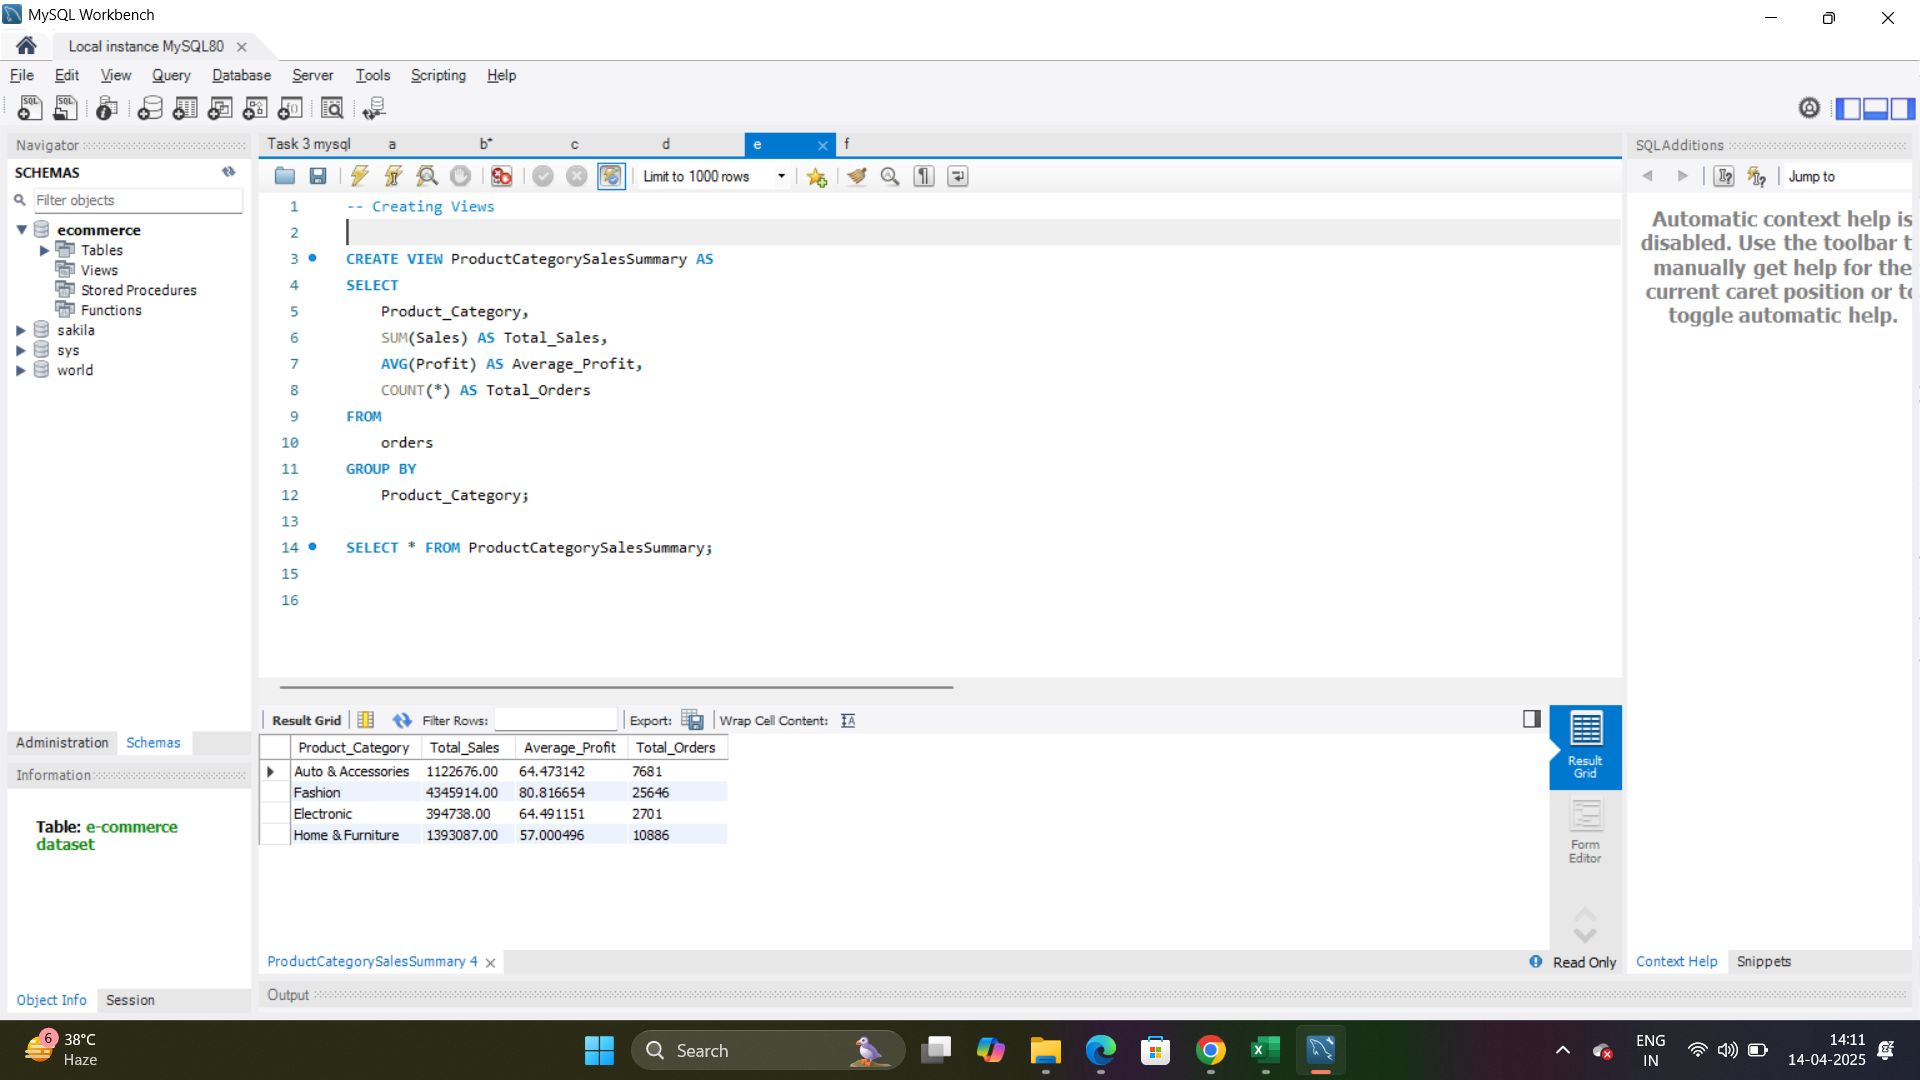 MySQL Workbench
Local instance MySQL80
File Edit View Query Database Server Tools Scripting Help
Navigator
SCHEMAS
Filter objects
ecommerce
Tables
Views
Stored Procedures
Functions
sakila
sys
world
Administration Schemas
Information
Table: e-commerce
dataset
Object Info Session
Task 3 mysql a b* c d e f
Limit to 1000 rows
1 -- Creating Views
2
3 CREATE VIEW ProductCategorySalesSummary AS
4 SELECT
5 Product_Category,
6 SUM(Sales) AS Total_Sales,
7 AVG(Profit) AS Average_Profit,
8 COUNT(*) AS Total_Orders
9 FROM
10 orders
11 GROUP BY
12 Product_Category;
13
14 SELECT * FROM ProductCategorySalesSummary;
15
16
Result Grid Filter Rows: Export: Wrap Cell Content:
Product_Category Total_Sales Average_Profit Total_Orders
Auto & Accessories 1122676.00 64.473142 7681
Fashion 4345914.00 80.816654 25646
Electronic 394738.00 64.491151 2701
Home & Furniture 1393087.00 57.000496 10886
Result
Grid
Form
Editor
ProductCategorySalesSummary 4
Read Only
Output
SQLAdditions
Jump to
Automatic context help is
disabled. Use the toolbar t
manually get help for the
current caret position or to
toggle automatic help.
Context Help Snippets
6
38°C
Haze
Search
ENG
IN
14:11
14-04-2025